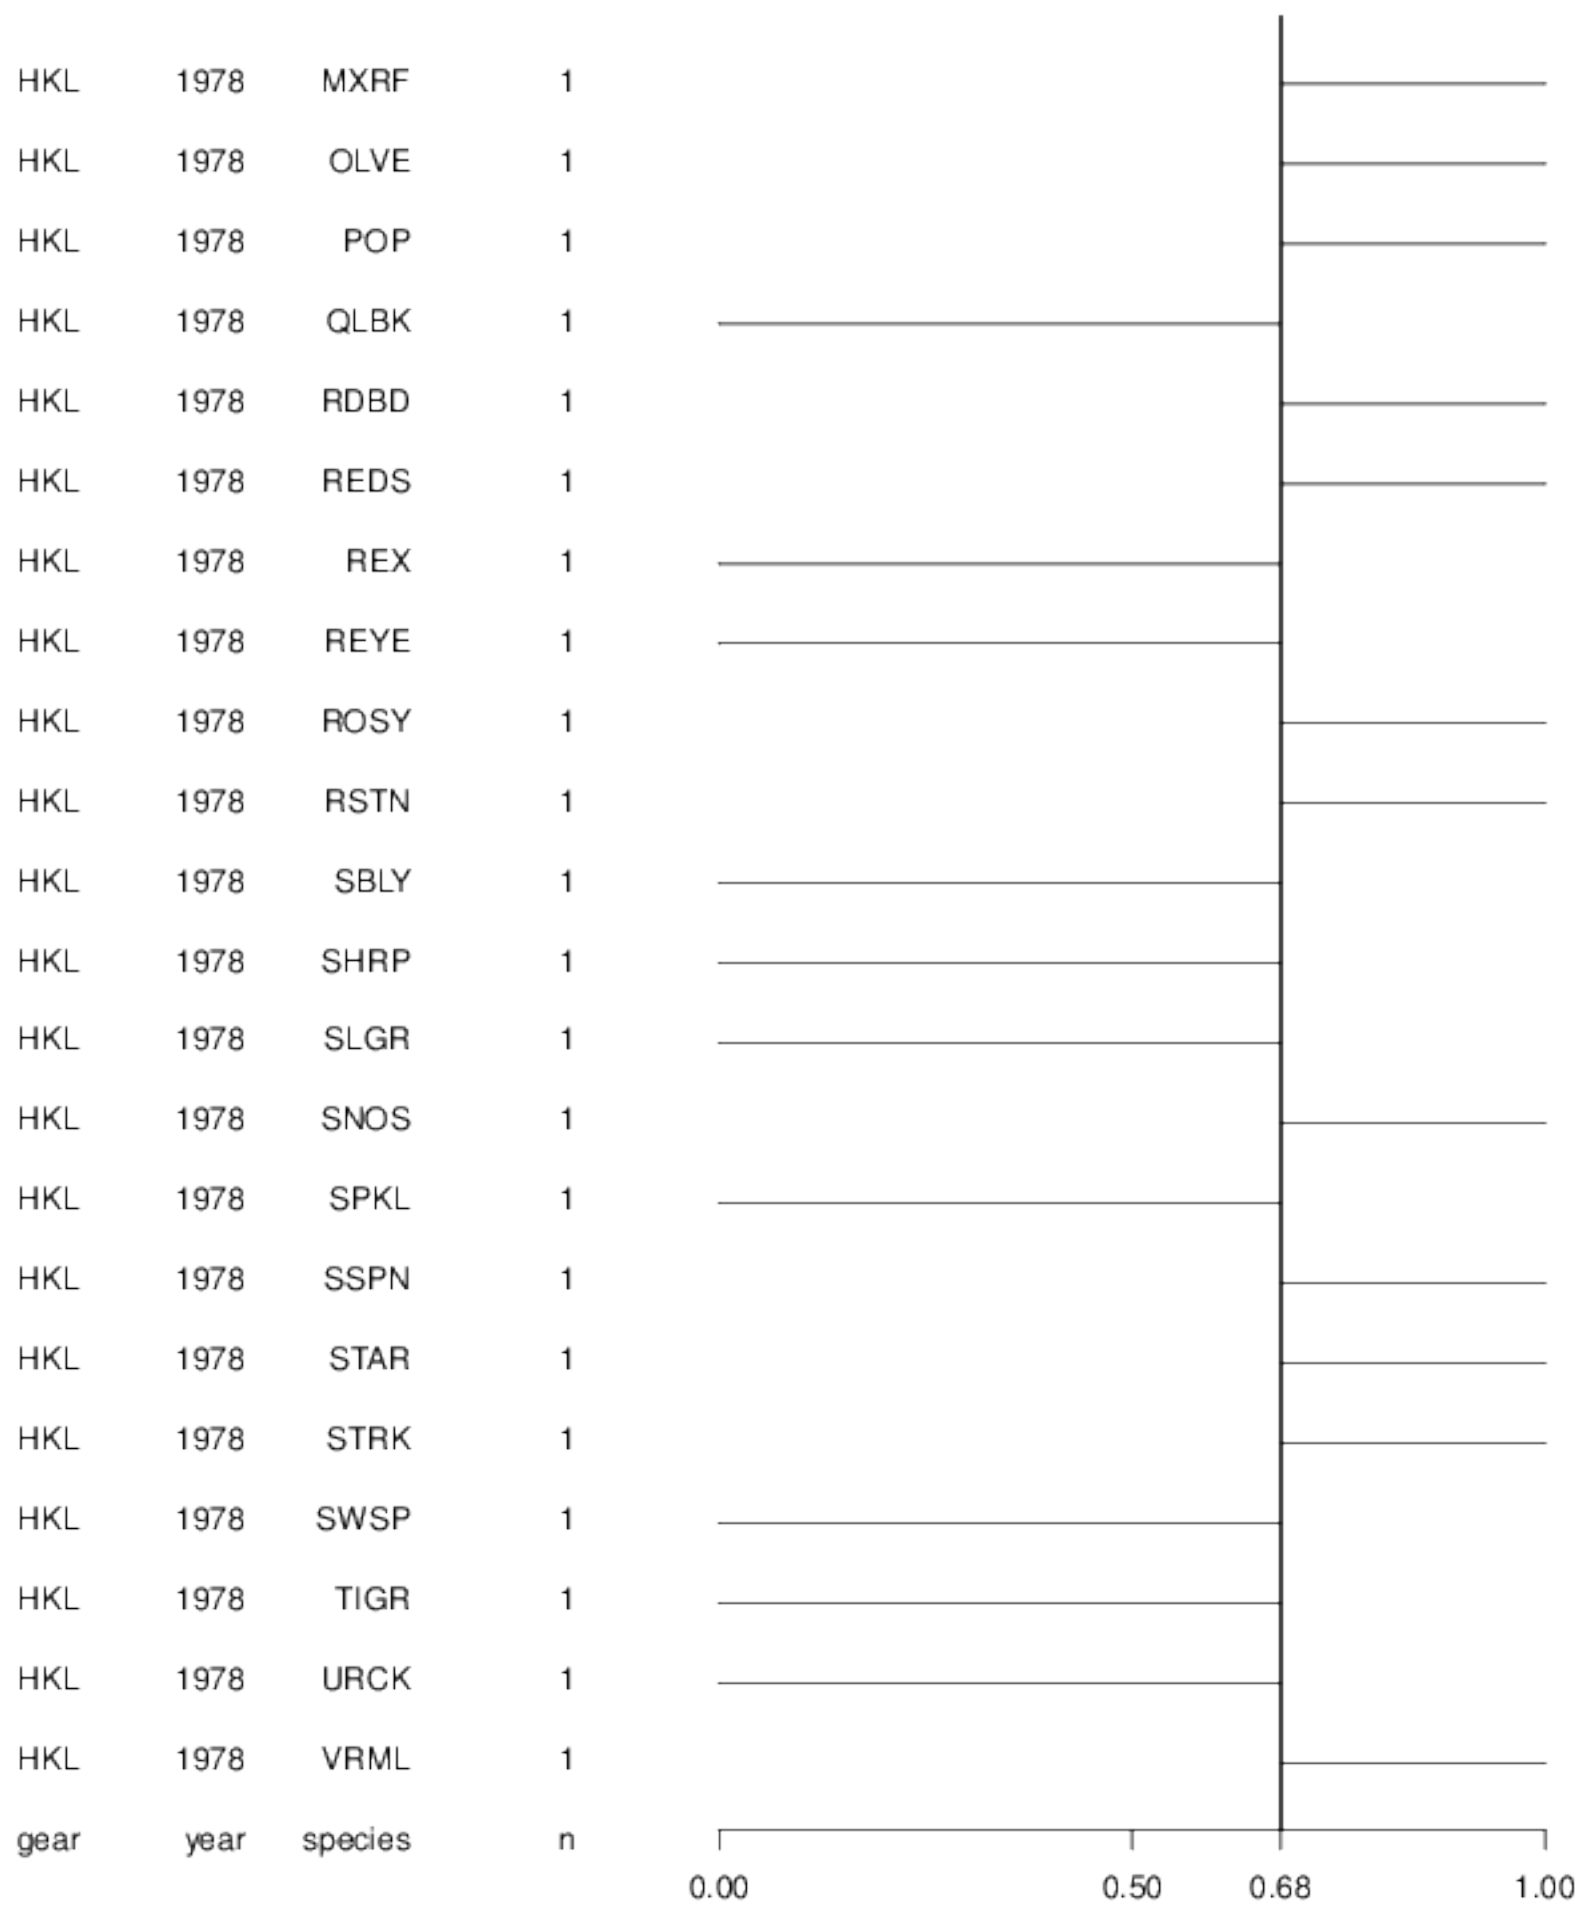 HKL 1978 MXRF 1
HKL 1978 OLVE 1
HKL 1978 POP 1
HKL 1978 QLBK 1
HKL 1978 RDBD 1
HKL 1978 REDS 1
HKL 1978 REX 1
HKL 1978 REYE 1
HKL 1978 ROSY 1
HKL 1978 RSTN 1
HKL 1978 SBLY 1
HKL 1978 SHRP 1
HKL 1978 SLGR 1
HKL 1978 SNOS 1
HKL 1978 SPKL 1
HKL 1978 SSPN 1
HKL 1978 STAR 1
HKL 1978 STRK 1
HKL 1978 SWSP 1
HKL 1978 TIGR 1
HKL 1978 URCK 1
HKL 1978 VRML 1
gear year species n
0.00 0.50 0.68 1.00